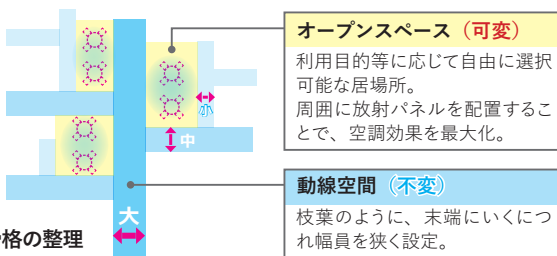 オープンスペース（可変）
利用目的等に応じて自由に選択
可能な居場所。
周囲に放射パネルを配置するこ
とで、空調効果を最大化。
小
中
動線空間（不変）
枝葉のように、末端にいくにつ
れ幅員を狭く設定。
大
格の整理